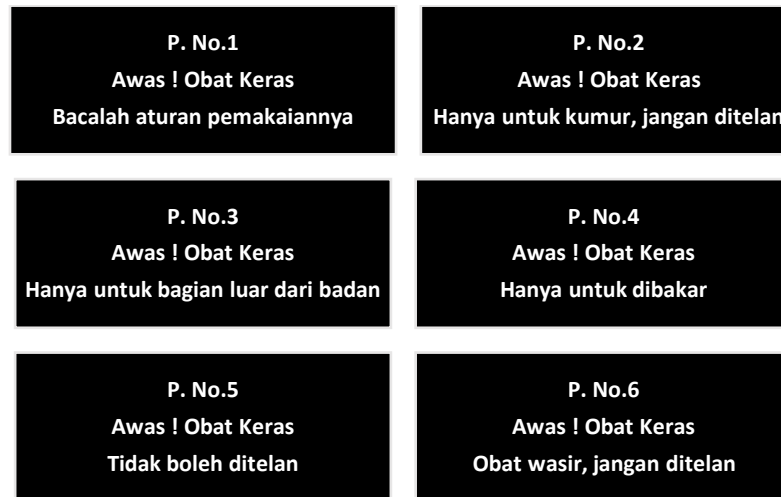 P. No.1
Awas ! Obat Keras
Bacalah aturan pemakaiannya
P. No.2
Awas ! Obat Keras
Hanya untuk kumur, jangan ditelan
P. No.3
Awas ! Obat Keras
Hanya untuk bagian luar dari badan
P. No.4
Awas ! Obat Keras
Hanya untuk dibakar
P. No.5
Awas ! Obat Keras
Tidak boleh ditelan
P. No.6
Awas ! Obat Keras
Obat wasir, jangan ditelan